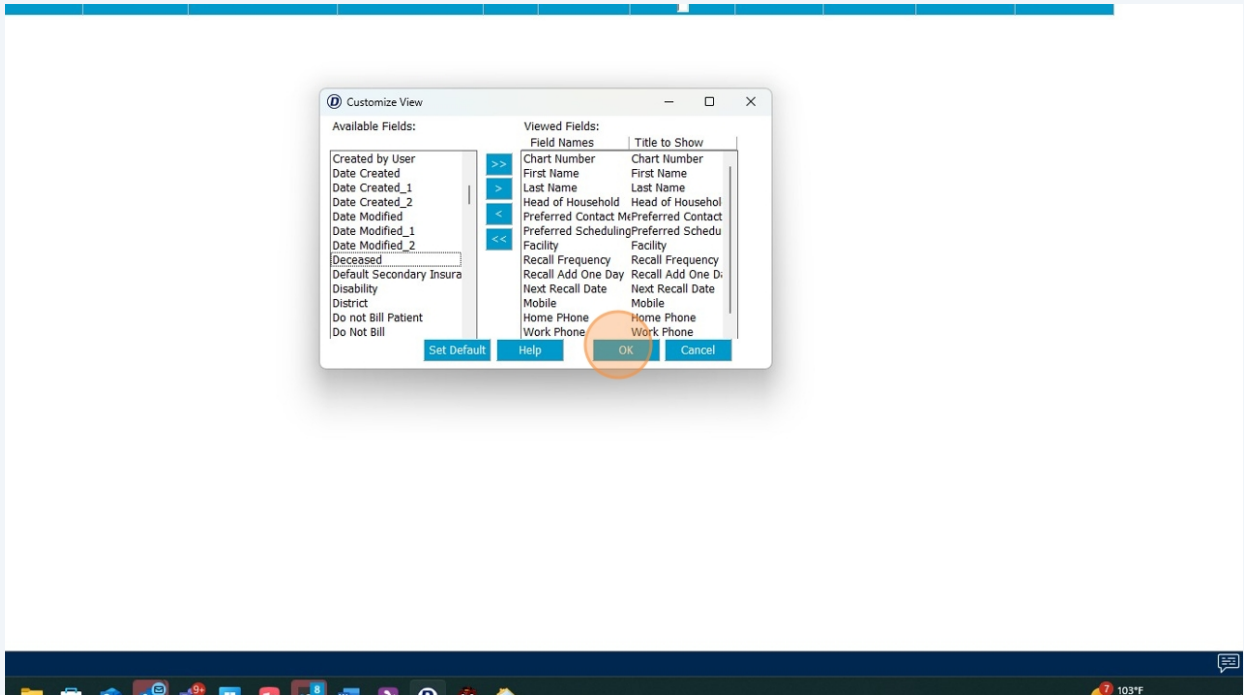 Customize View
Available Fields:
Viewed Fields:
Field Names Title to Show
Created by User
Date Created
Date Created_1
Date Created_2
Date Modified
Date Modified_1
Date Modified_2
Deceased
Default Secondary Insura
Disability
District
Do not Bill Patient
Do Not Bill
>>
>
<
<<
Chart Number Chart Number
First Name First Name
Last Name Last Name
Head of Household Head of Househol
Preferred Contact Me Preferred Contact
Preferred Scheduling Preferred Schedu
Facility Facility
Recall Frequency Recall Frequency
Recall Add One Day Recall Add One Da
Next Recall Date Next Recall Date
Mobile Mobile
Home PHone Home Phone
Work Phone Work Phone
Set Default Help OK Cancel
9+ 8 7 103°F